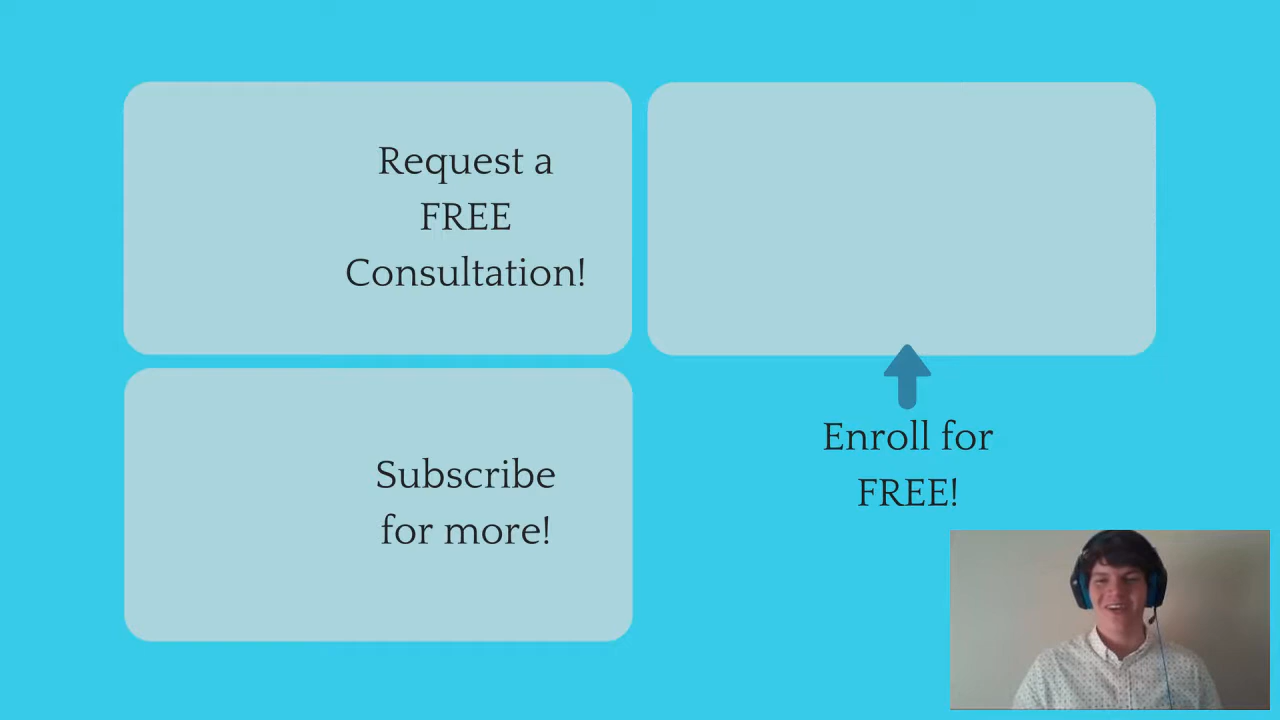 Request a
FREE
Consultation!
Enroll for
FREE!
Subscribe
for more!